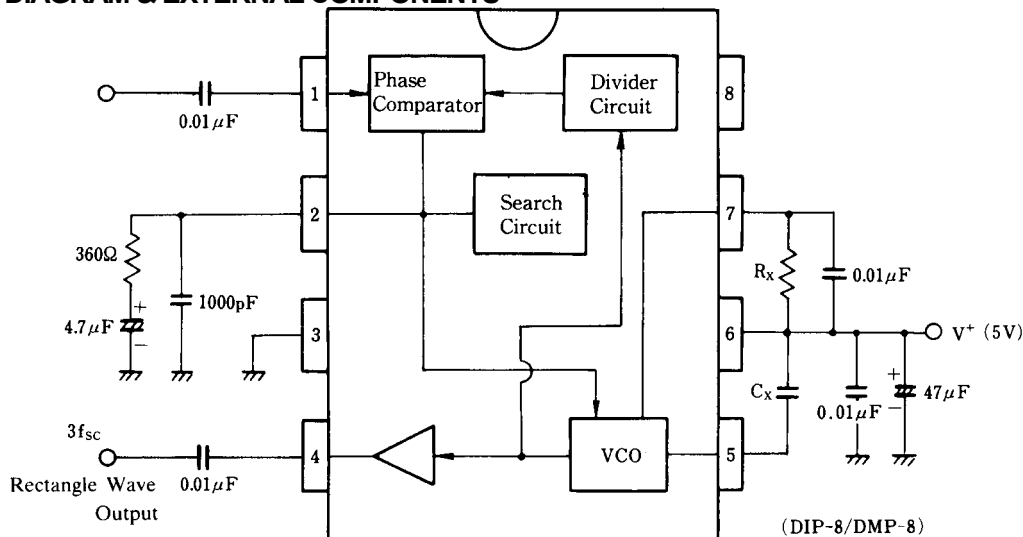 DIAGRAM & EXTERNAL COMPONENTS
1
Phase
Comparator
Divider
Circuit
8
0.01μF
2
Search
Circuit
7
360Ω
1000pF
4.7μF
+
−
3
RX
0.01μF
6
V+ (5V)
CX
0.01μF
+
−
47μF
3fSC
4
VCO
5
Rectangle Wave
Output
0.01μF
(DIP-8/DMP-8)